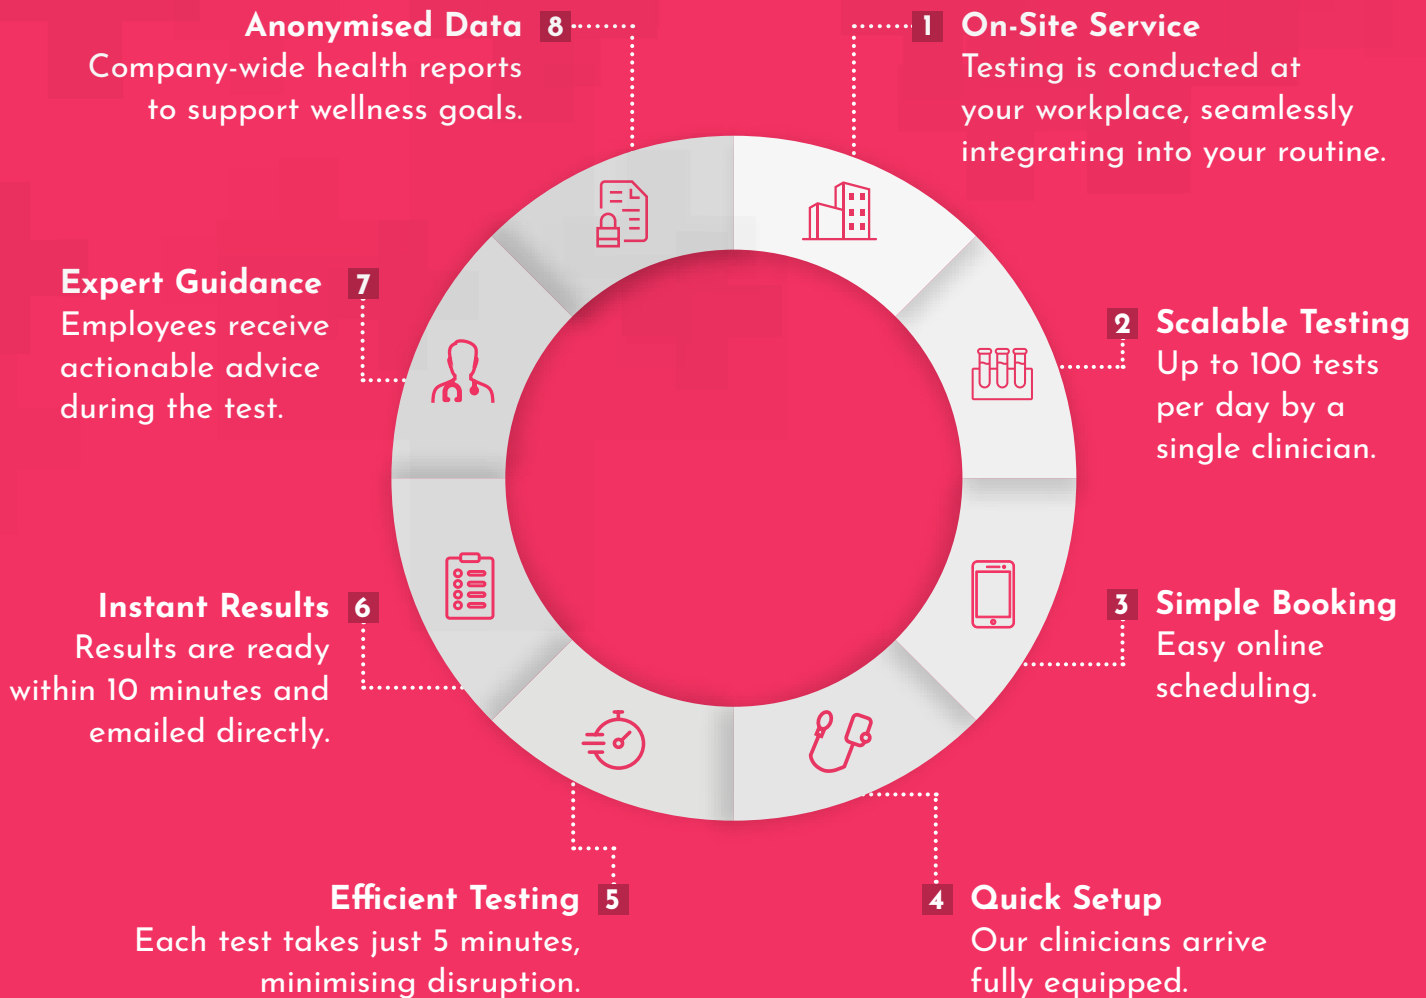 1 On-Site Service
Testing is conducted at
your workplace, seamlessly
integrating into your routine.
2 Scalable Testing
Up to 100 tests
per day by a
single clinician.
3 Simple Booking
Easy online
scheduling.
4 Quick Setup
Our clinicians arrive
fully equipped.
Efficient Testing 5
Each test takes just 5 minutes,
minimising disruption.
Instant Results 6
Results are ready
within 10 minutes and
emailed directly.
Expert Guidance 7
Employees receive
actionable advice
during the test.
Anonymised Data 8
Company-wide health reports
to support wellness goals.